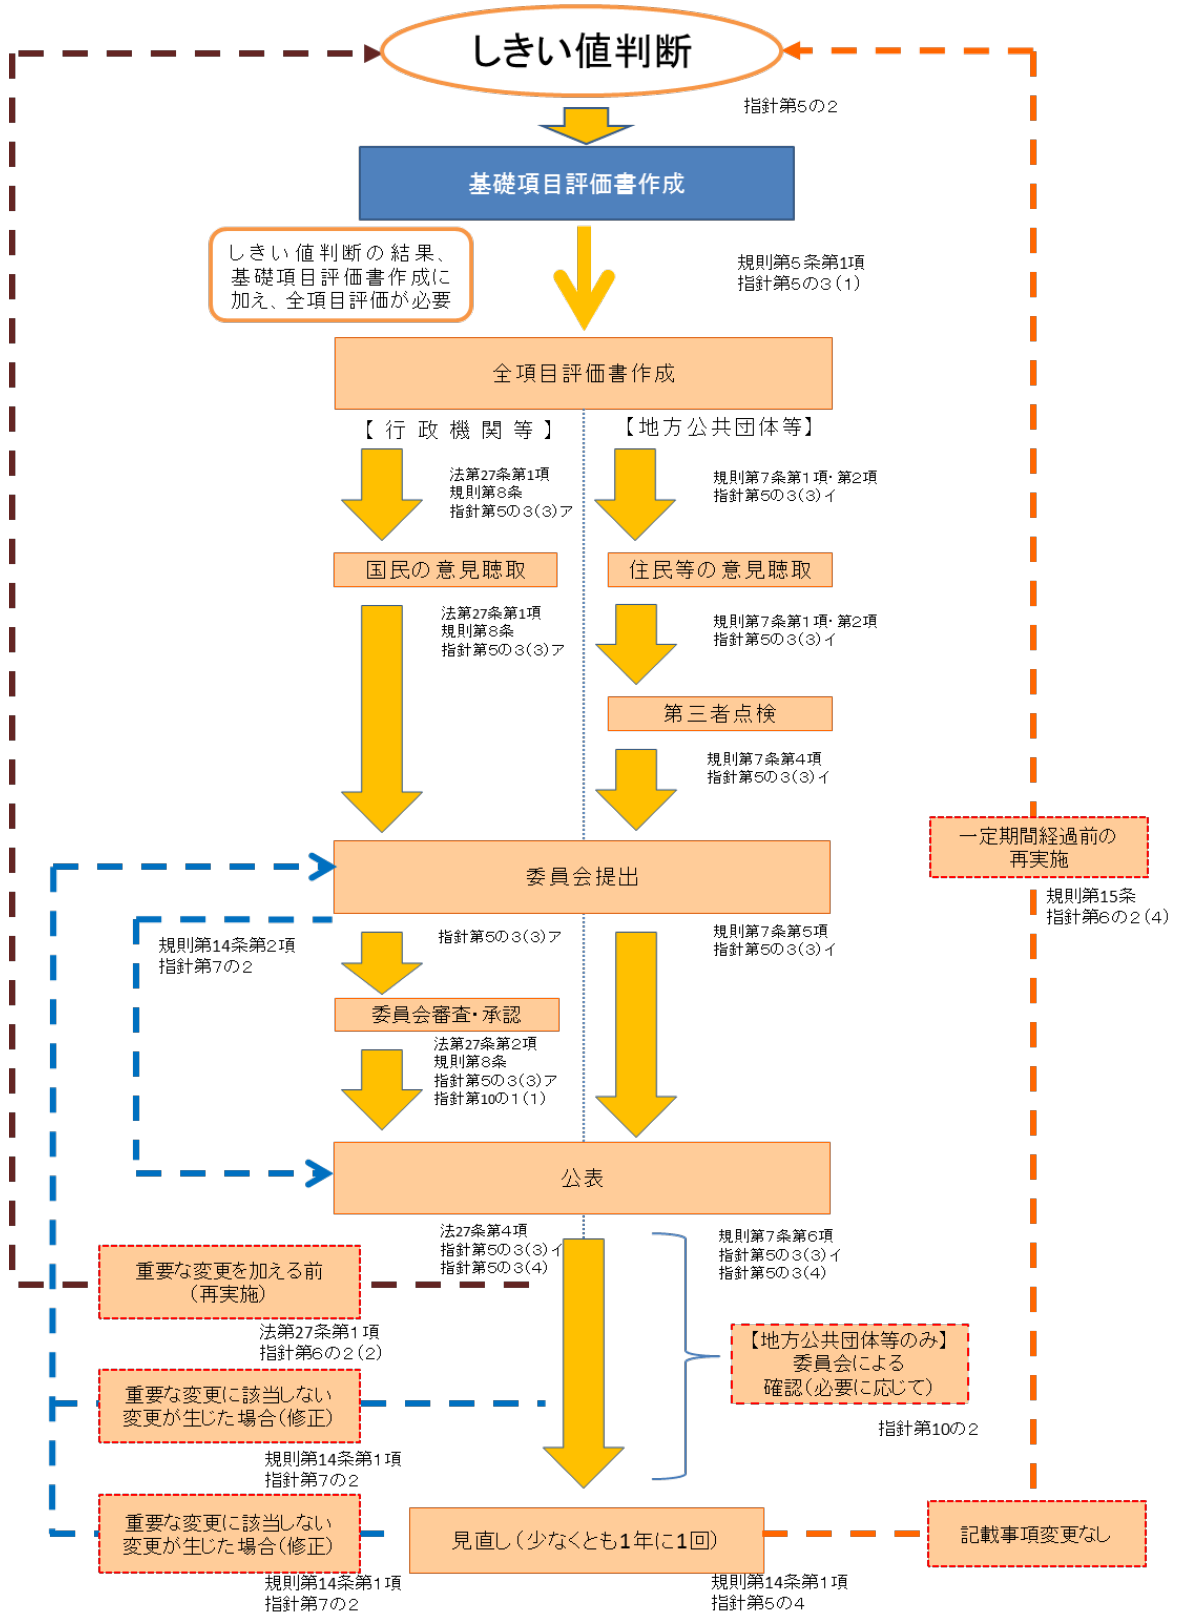 しきい値判断
指針第5の2
基礎項目評価書作成
しきい値判断の結果、
基礎項目評価書作成に
加え、全項目評価が必要
規則第5条第1項
指針第5の3(1)
全項目評価書作成
【行政機関等】
【地方公共団体等】
法第27条第1項
規則第8条
指針第5の3(3)ア
規則第7条第1項・第2項
指針第5の3(3)イ
国民の意見聴取
住民等の意見聴取
法第27条第1項
規則第8条
指針第5の3(3)ア
規則第7条第1項・第2項
指針第5の3(3)イ
第三者点検
規則第7条第4項
指針第5の3(3)イ
一定期間経過前の
再実施
規則第15条
指針第6の2(4)
委員会提出
規則第14条第2項
指針第7の2
指針第5の3(3)ア
規則第7条第5項
指針第5の3(3)イ
委員会審査・承認
法第27条第2項
規則第8条
指針第5の3(3)ア
指針第10の1(1)
公表
法27条第4項
指針第5の3(3)イ
指針第5の3(4)
規則第7条第6項
指針第5の3(3)イ
指針第5の3(4)
重要な変更を加える前
(再実施)
法第27条第1項
指針第6の2(2)
【地方公共団体等のみ】
委員会による
確認(必要に応じて)
指針第10の2
重要な変更に該当しない
変更が生じた場合(修正)
規則第14条第1項
指針第7の2
重要な変更に該当しない
変更が生じた場合(修正)
規則第14条第1項
指針第7の2
見直し(少なくとも1年に1回)
規則第14条第1項
指針第5の4
記載事項変更なし